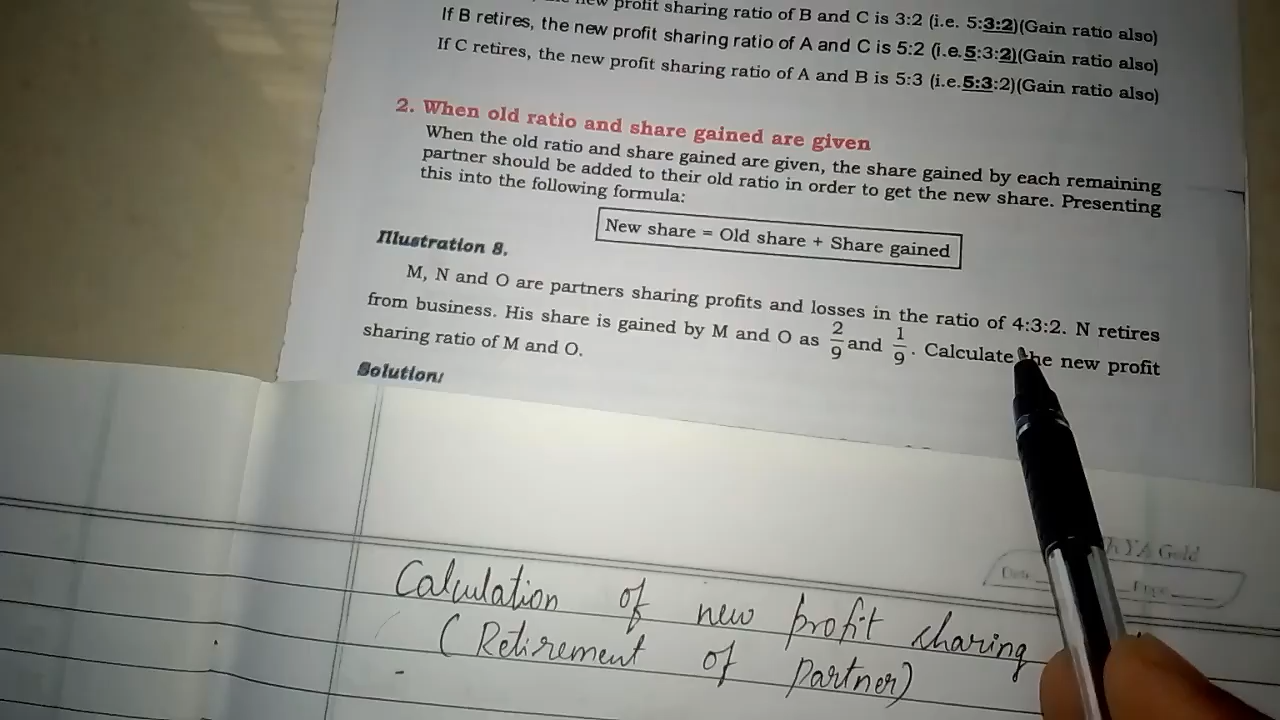 new profit sharing ratio of B and C is 3:2 (i.e. 5:3:2)(Gain ratio also)
If B retires, the new profit sharing ratio of A and C is 5:2 (i.e.5:3:2)(Gain ratio also)
If C retires, the new profit sharing ratio of A and B is 5:3 (i.e.5:3:2)(Gain ratio also)
2. When old ratio and share gained are given
When the old ratio and share gained are given, the share gained by each remaining
partner should be added to their old ratio in order to get the new share. Presenting
this into the following formula:
New share = Old share + Share gained
Illustration 8.
M, N and O are partners sharing profits and losses in the ratio of 4:3:2. N retires
from business. His share is gained by M and O as 2/9 and 1/9. Calculate the new profit
sharing ratio of M and O.
Solution:
Gold
Date
Page
Calculation of new profit sharing
(Retirement of partner)